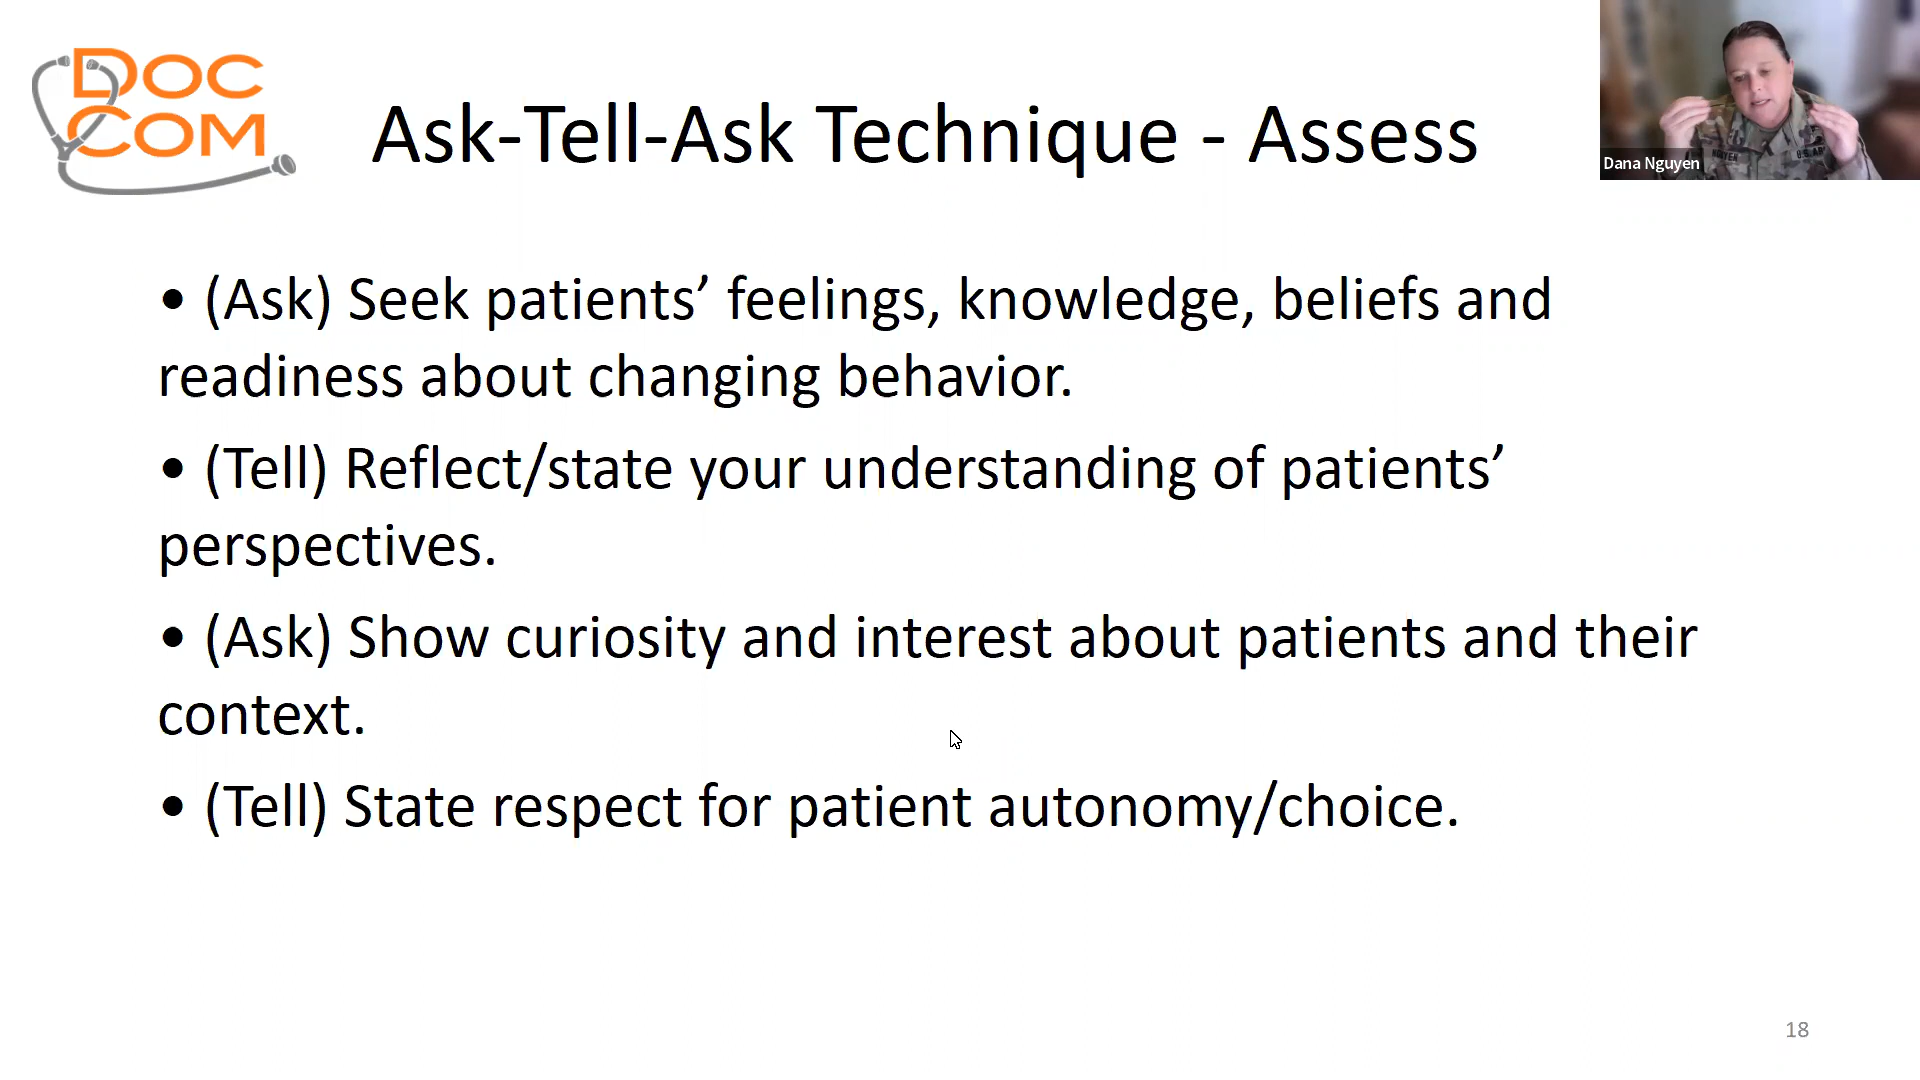 DOC
COM
Ask-Tell-Ask Technique - Assess
Dana Nguyen
• (Ask) Seek patients’ feelings, knowledge, beliefs and
readiness about changing behavior.
• (Tell) Reflect/state your understanding of patients’
perspectives.
• (Ask) Show curiosity and interest about patients and their
context.
• (Tell) State respect for patient autonomy/choice.
18